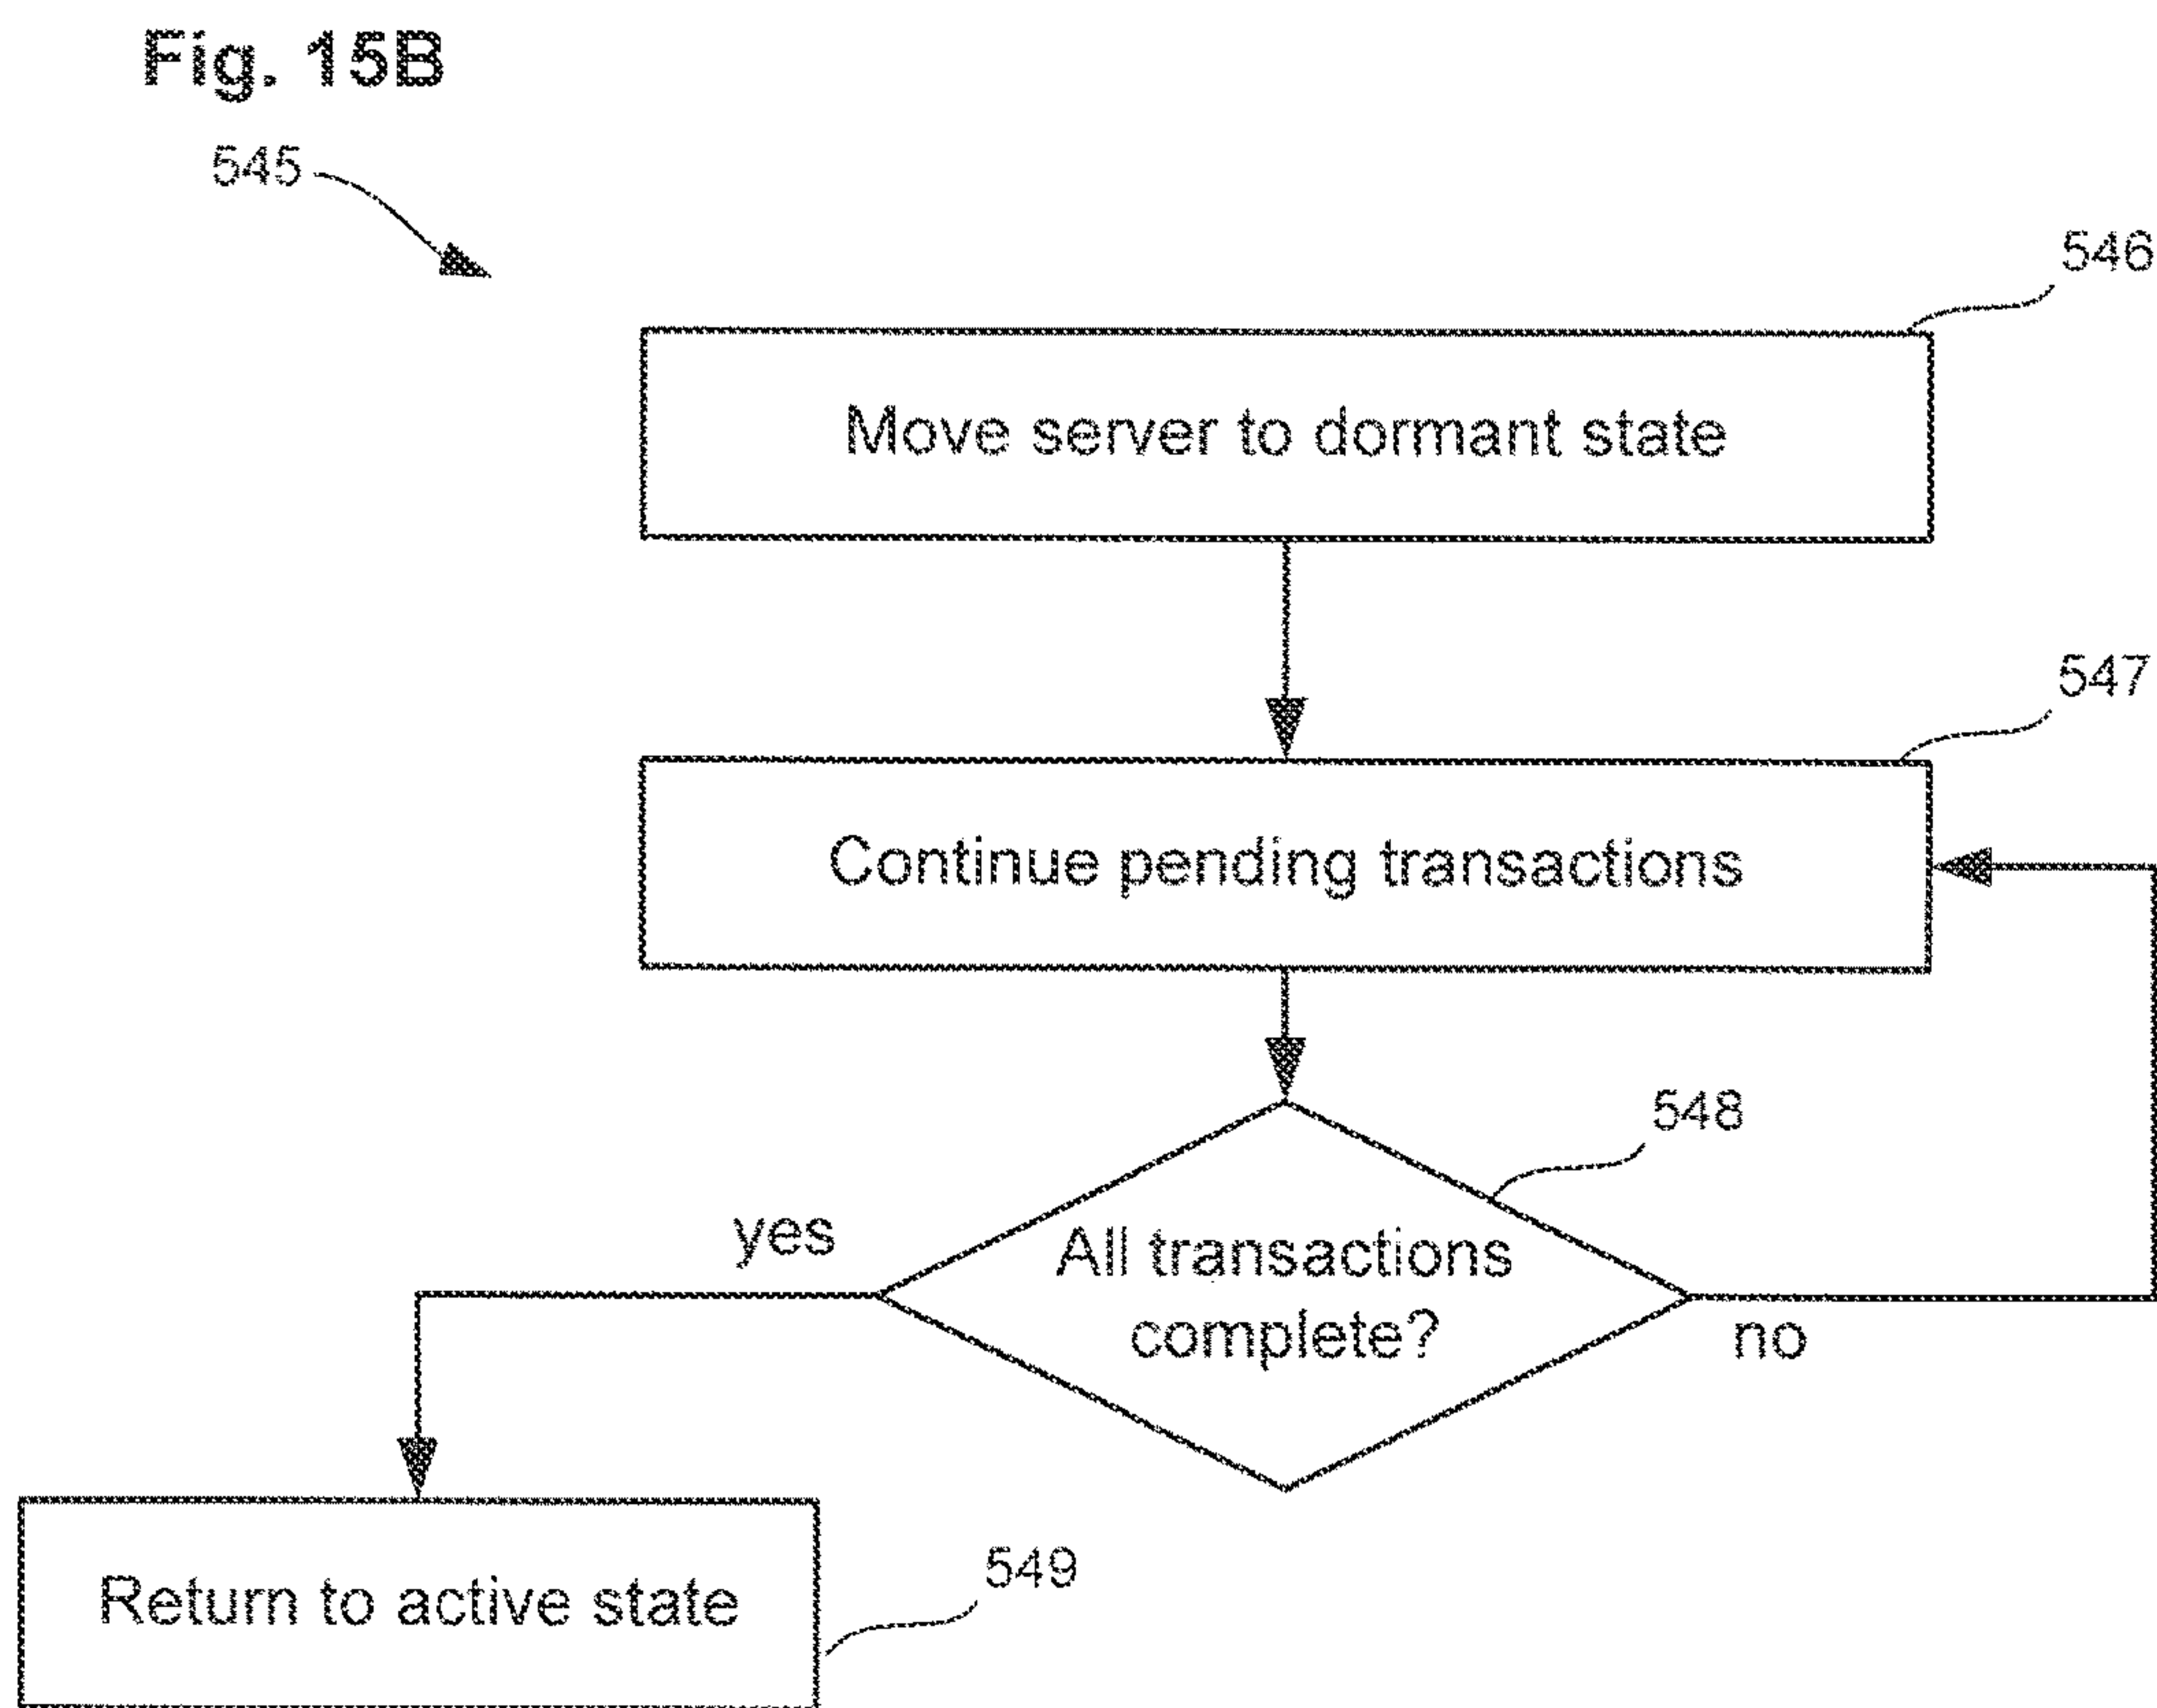 Fig. 15B
545
546
Move server to dormant state
547
Continue pending transactions
548
yes
All transactions
complete?
no
Return to active state
549